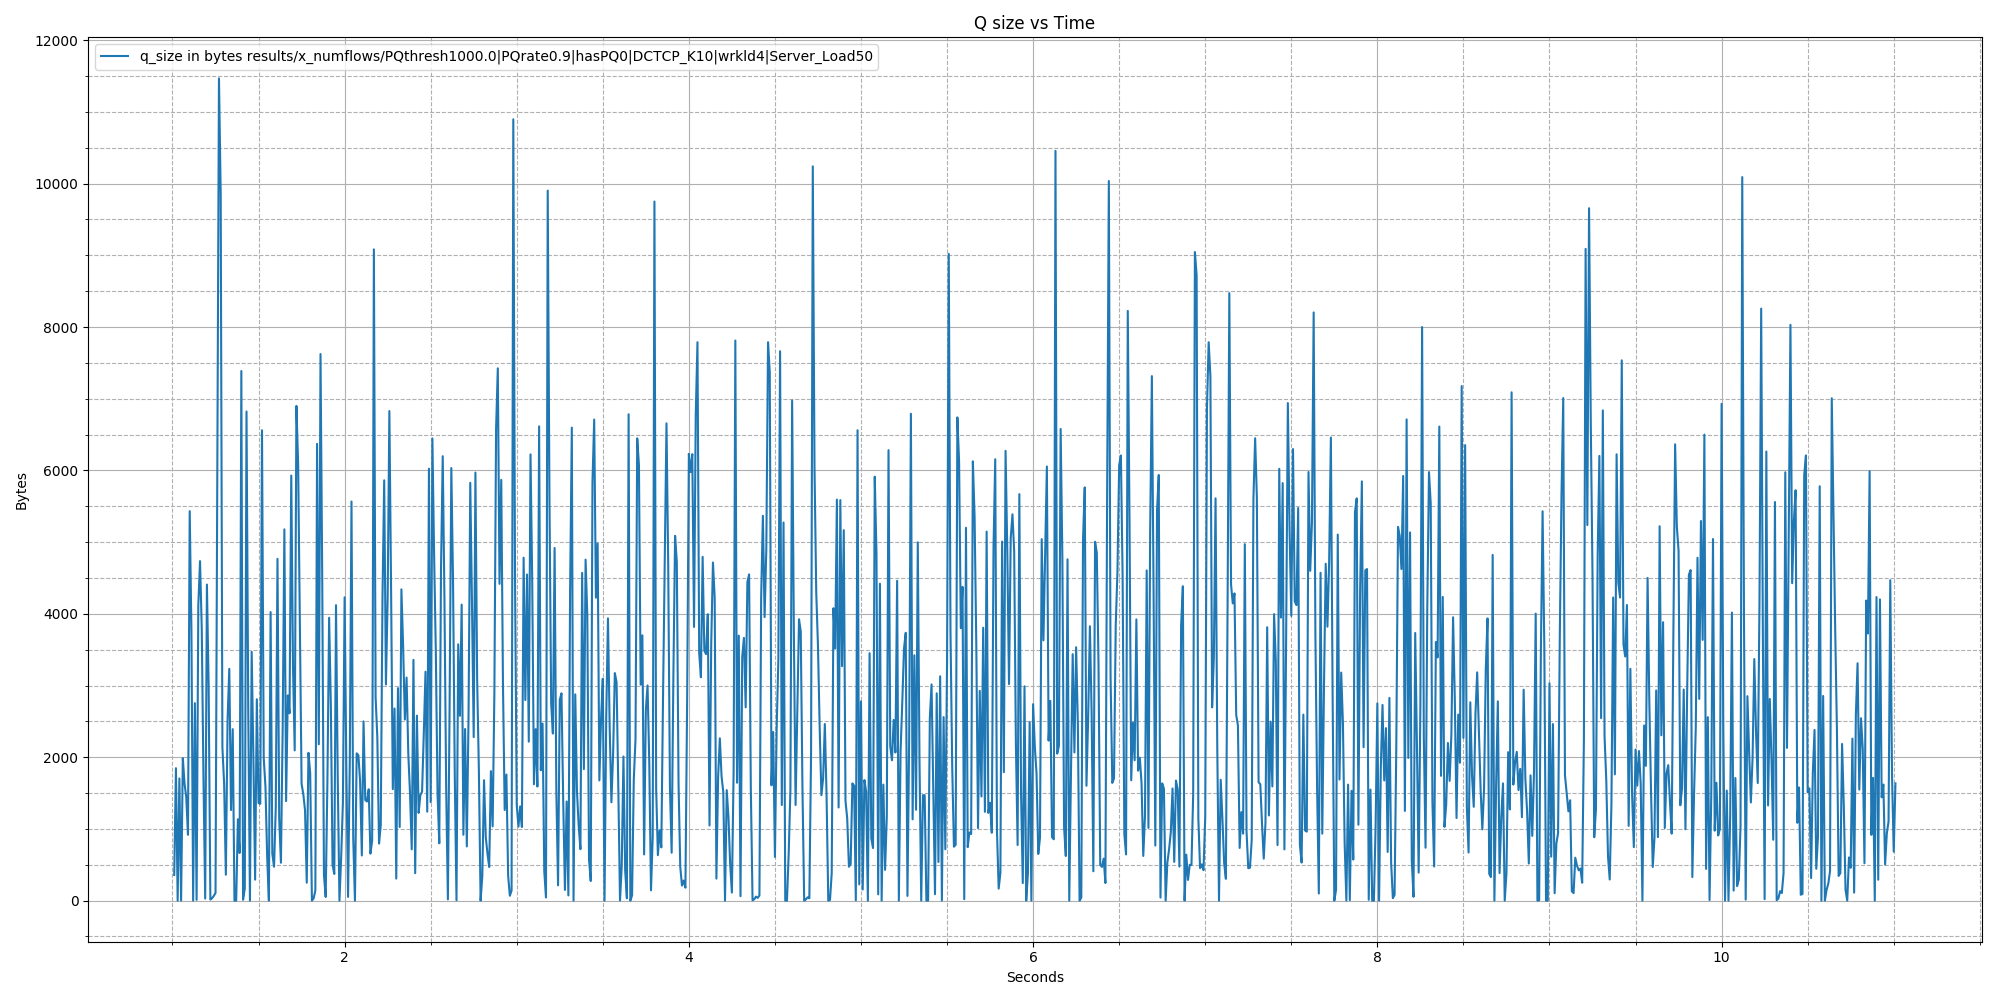 Q size vs Time
q_size in bytes results/x_numflows/PQthresh1000.0|PQrate0.9|hasPQ0|DCTCP_K10|wrkld4|Server_Load50
12000
10000
8000
6000
4000
2000
0
Bytes
2 4 6 8 10
Seconds